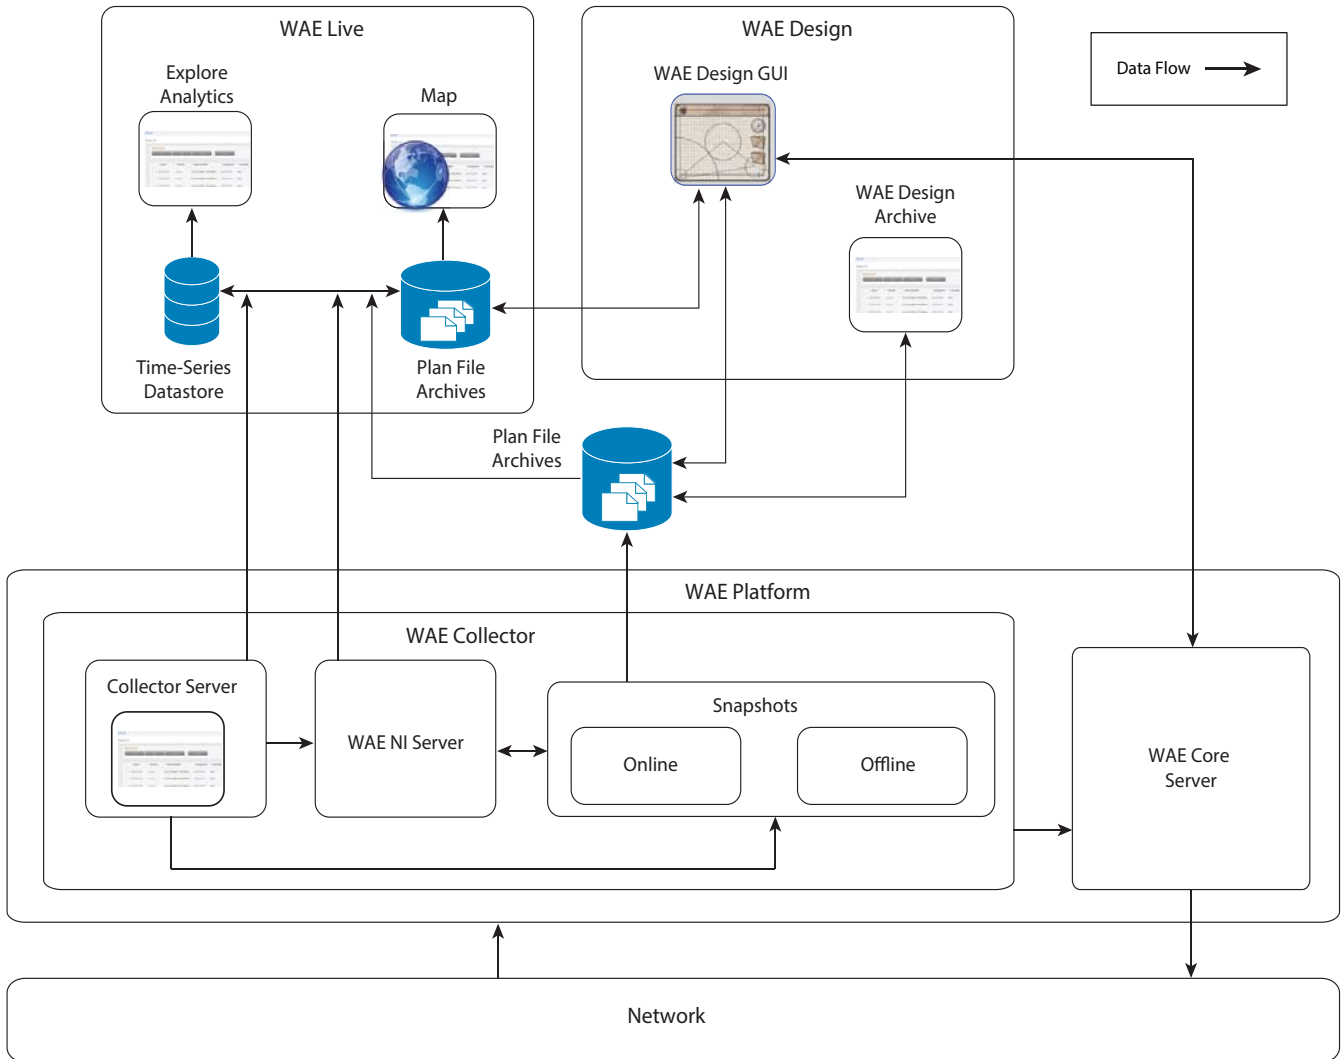 WAE Live
WAE Design
Explore
Analytics
Map
WAE Design GUI
Data Flow
WAE Design
Archive
Time-Series
Datastore
Plan File
Archives
Plan File
Archives
WAE Platform
WAE Collector
Collector Server
WAE NI Server
Snapshots
Online
Offline
WAE Core
Server
Network